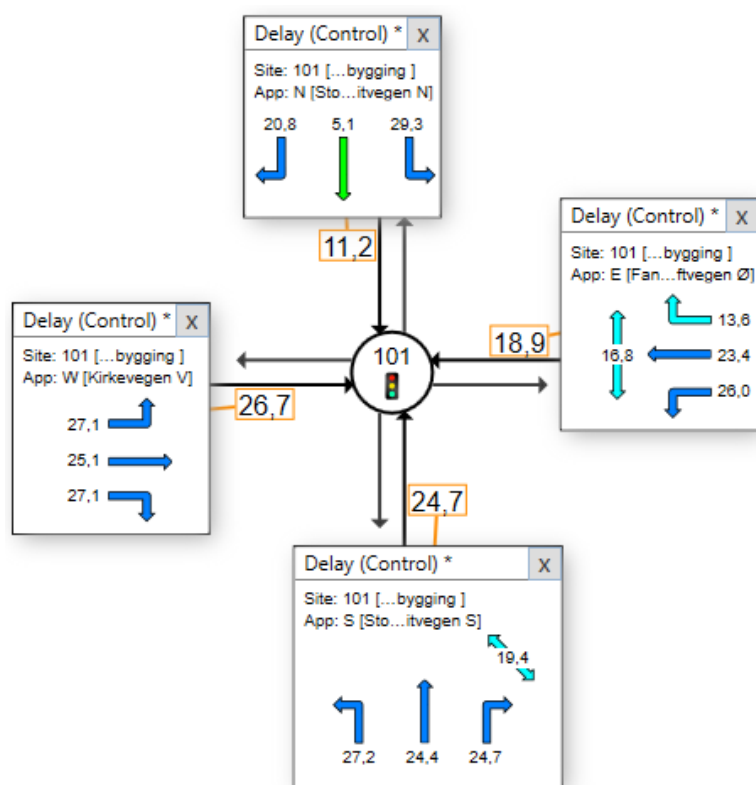 Delay (Control) * x
Site: 101 [...bygging ]
App: N [Sto...itvegen N]
20,8 5,1 29,3
11,2
Delay (Control) * x
Site: 101 [...bygging ]
App: E [Fan...ftvegen Ø]
13,6
16,8 23,4
26,0
18,9
101
Delay (Control) * x
Site: 101 [...bygging ]
App: W [Kirkevegen V]
27,1
25,1
27,1
26,7
24,7
Delay (Control) * x
Site: 101 [...bygging ]
App: S [Sto...itvegen S]
19,4
27,2 24,4 24,7